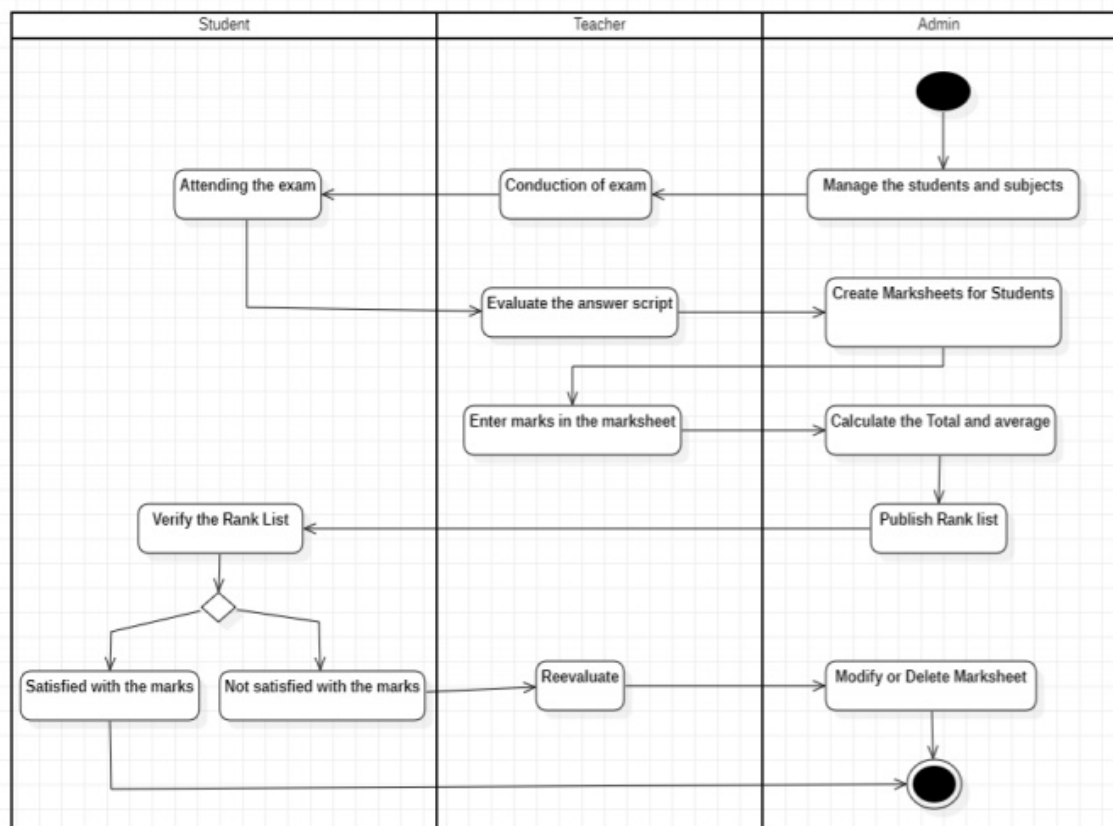 Student
Teacher
Admin
Attending the exam
Conduction of exam
Manage the students and subjects
Evaluate the answer script
Create Marksheets for Students
Enter marks in the marksheet
Calculate the Total and average
Verify the Rank List
Publish Rank list
Satisfied with the marks
Not satisfied with the marks
Reevaluate
Modify or Delete Marksheet